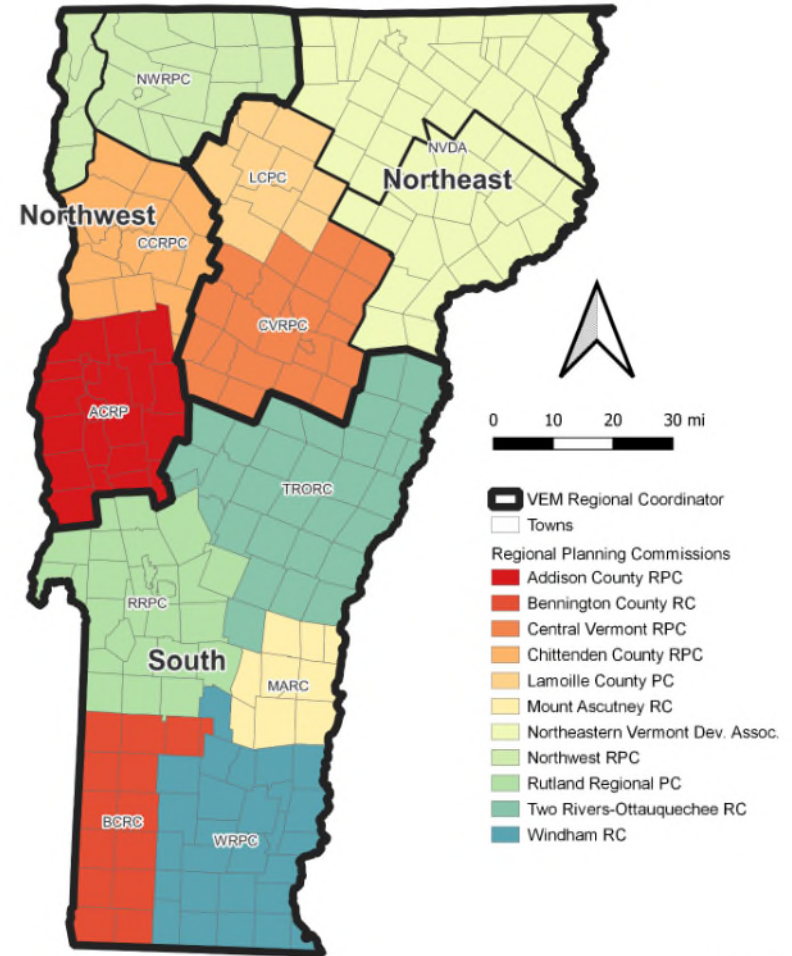 NWRPC
NVDA
LCPC
Northeast
Northwest
CCRPC
CVRPC
ACRP
TRORC
RRPC
South
MARC
BCRC
WRPC
0 10 20 30 mi
VEM Regional Coordinator
Towns
Regional Planning Commissions
Addison County RPC
Bennington County RC
Central Vermont RPC
Chittenden County RPC
Lamoille County PC
Mount Ascutney RC
Northeastern Vermont Dev. Assoc.
Northwest RPC
Rutland Regional PC
Two Rivers-Ottauquechee RC
Windham RC